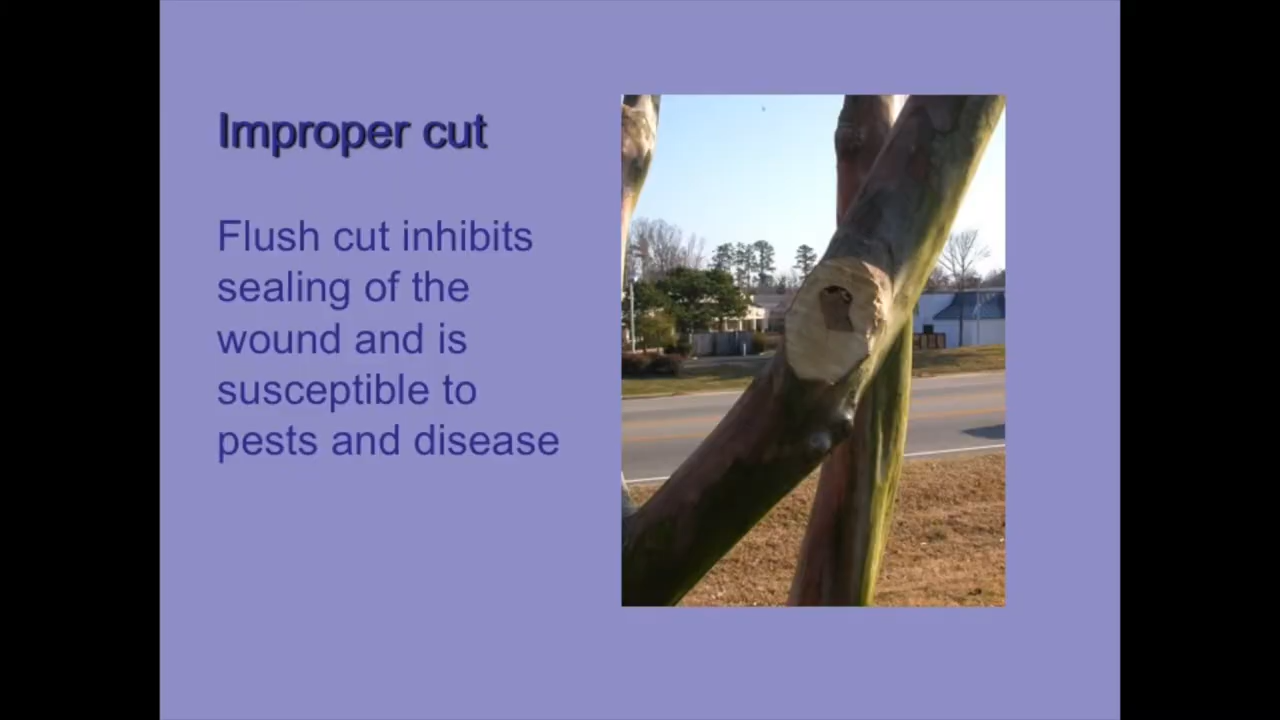 Improper cut
Flush cut inhibits
sealing of the
wound and is
susceptible to
pests and disease